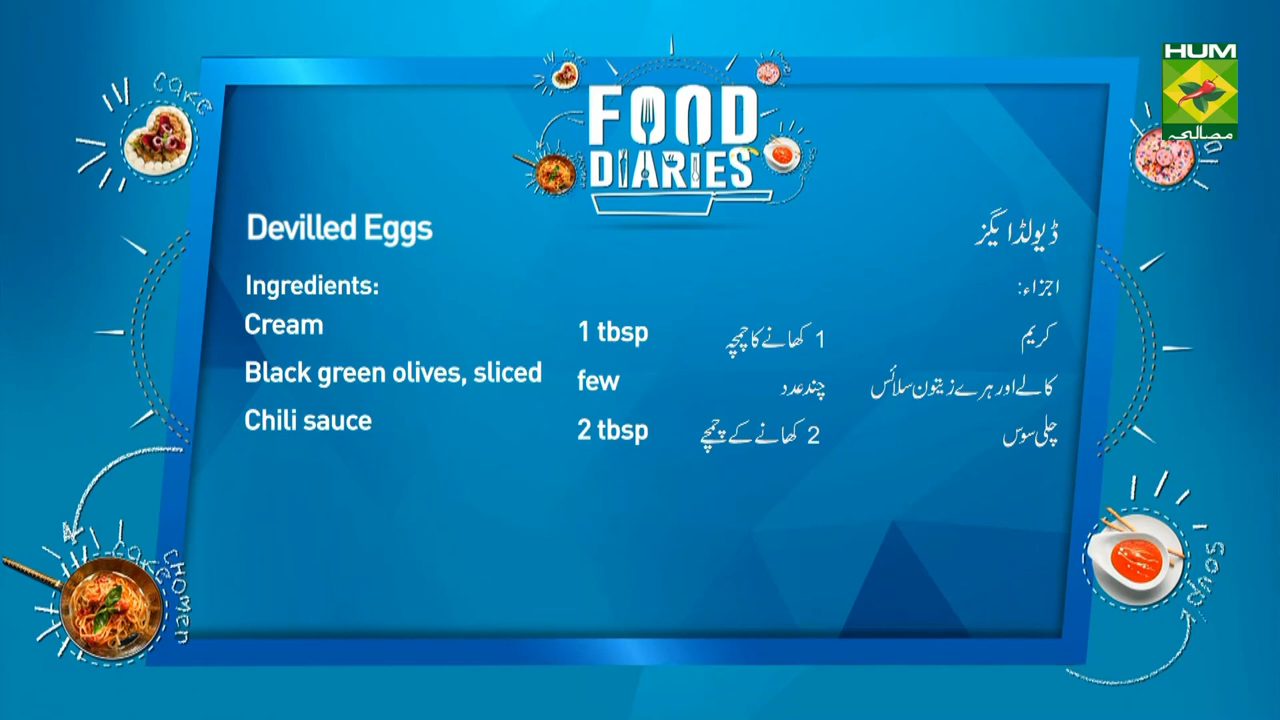 HUM
مصالحہ
CAKE
FOOD
DIARIES
Devilled Eggs ڈیولڈ ایگز
Ingredients: اجزاء:
Cream 1 tbsp 1 کھانے کا چمچہ کریم
Black green olives, sliced few چند عدد کالے اور ہرے زیتون سلائس
Chili sauce 2 tbsp 2 کھانے کے چمچے چلی سوس
CHOMEN